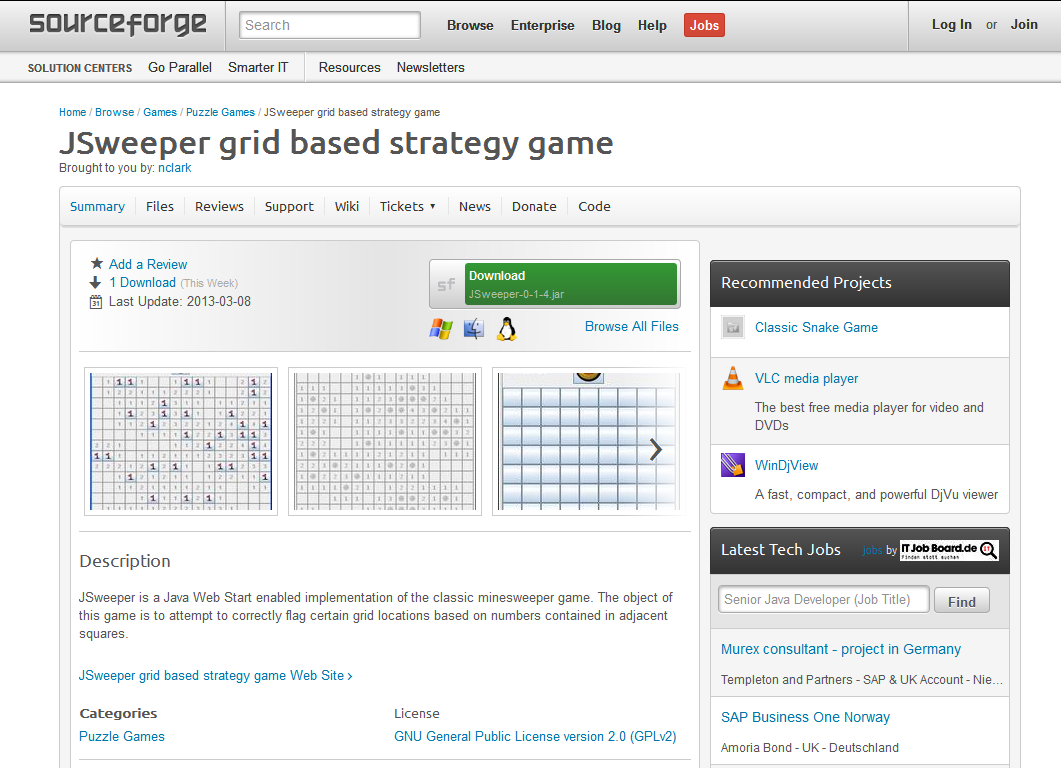 sourceforge Search Browse Enterprise Blog Help Jobs Log In or Join
SOLUTION CENTERS Go Parallel Smarter IT Resources Newsletters
Home / Browse / Games / Puzzle Games / JSweeper grid based strategy game
JSweeper grid based strategy game
Brought to you by: nclark
Summary Files Reviews Support Wiki Tickets ▾ News Donate Code
Add a Review
1 Download (This Week)
31 Last Update: 2013-03-08
sf Download
JSweeper-0-1-4.jar
Browse All Files
Description
JSweeper is a Java Web Start enabled implementation of the classic minesweeper game. The object of
this game is to attempt to correctly flag certain grid locations based on numbers contained in adjacent
squares.
JSweeper grid based strategy game Web Site ›
Categories
Puzzle Games
License
GNU General Public License version 2.0 (GPLv2)
Recommended Projects
Classic Snake Game
VLC media player
The best free media player for video and
DVDs
WinDjView
A fast, compact, and powerful DjVu viewer
Latest Tech Jobs Jobs by IT Job Board.de
Finden statt suchen
Senior Java Developer (Job Title) Find
Murex consultant - project in Germany
Templeton and Partners - SAP & UK Account - Nie…
SAP Business One Norway
Amoria Bond - UK - Deutschland